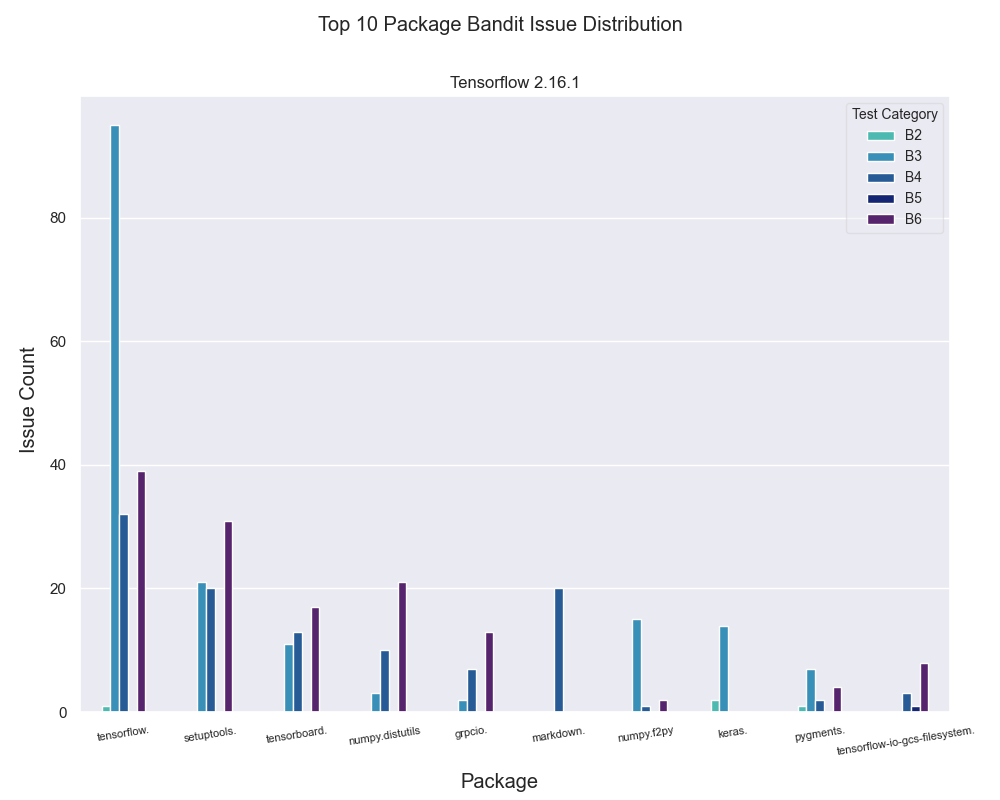 Top 10 Package Bandit Issue Distribution
Tensorflow 2.16.1
Test Category
B2
B3
B4
B5
B6
80
60
40
20
0
Issue Count
tensorflow.
setuptools.
tensorboard.
numpy.distutils
grpcio.
markdown.
numpy.f2py
keras.
pygments.
tensorflow-io-gcs-filesystem.
Package